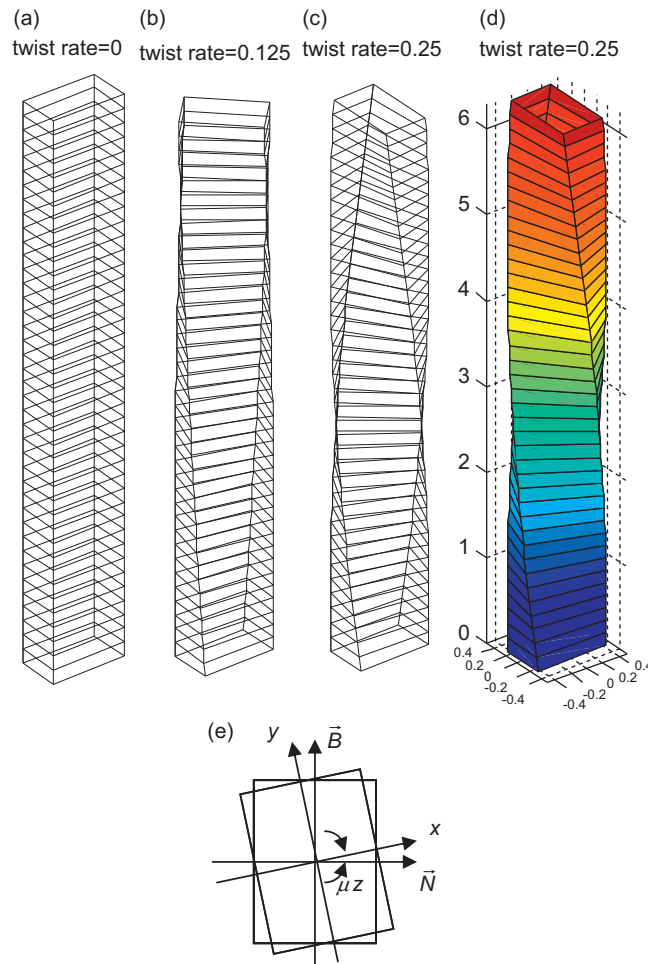 (a)
twist rate=0
(b)
twist rate=0.125
(c)
twist rate=0.25
(d)
twist rate=0.25
6
5
4
3
2
1
0
0.4
0.2
0
-0.2
-0.4
-0.4
-0.2
0
0.2
0.4
(e)
y
B⃗
x
μz
N⃗